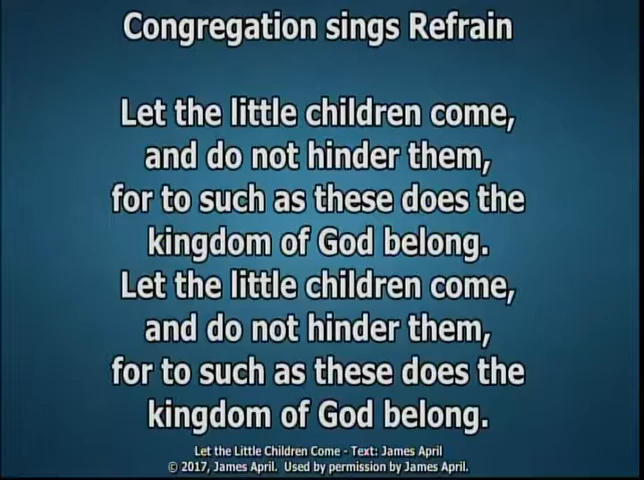 Congregation sings Refrain
Let the little children come,
and do not hinder them,
for to such as these does the
kingdom of God belong.
Let the little children come,
and do not hinder them,
for to such as these does the
kingdom of God belong.
Let the Little Children Come - Text: James April
© 2017, James April.  Used by permission by James April.